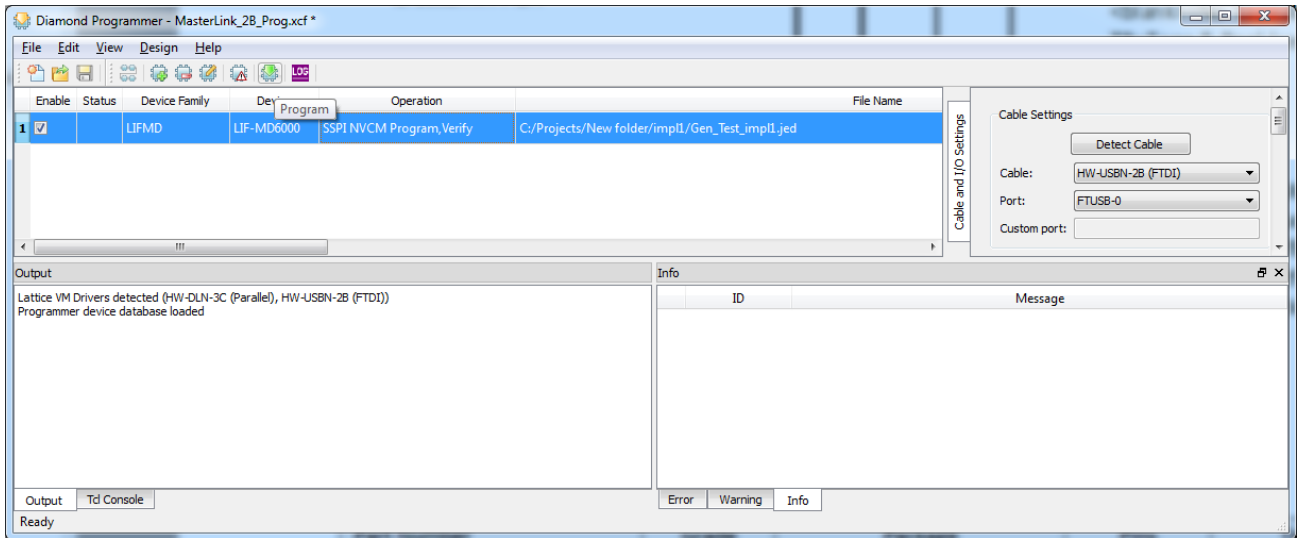 Diamond Programmer - MasterLink_2B_Prog.xcf *
File Edit View Design Help
LOG
Enable Status Device Family Operation File Name
Program
1 LIFMD LIF-MD6000 SSPI NVCM Program,Verify C:/Projects/New folder/impl1/Gen_Test_impl1.jed
Cable and I/O Settings
Cable Settings
Detect Cable
Cable: HW-USBN-2B (FTDI)
Port: FTUSB-0
Custom port:
Output
Lattice VM Drivers detected (HW-DLN-3C (Parallel), HW-USBN-2B (FTDI))
Programmer device database loaded
Info
ID Message
Output Tcl Console
Error Warning Info
Ready